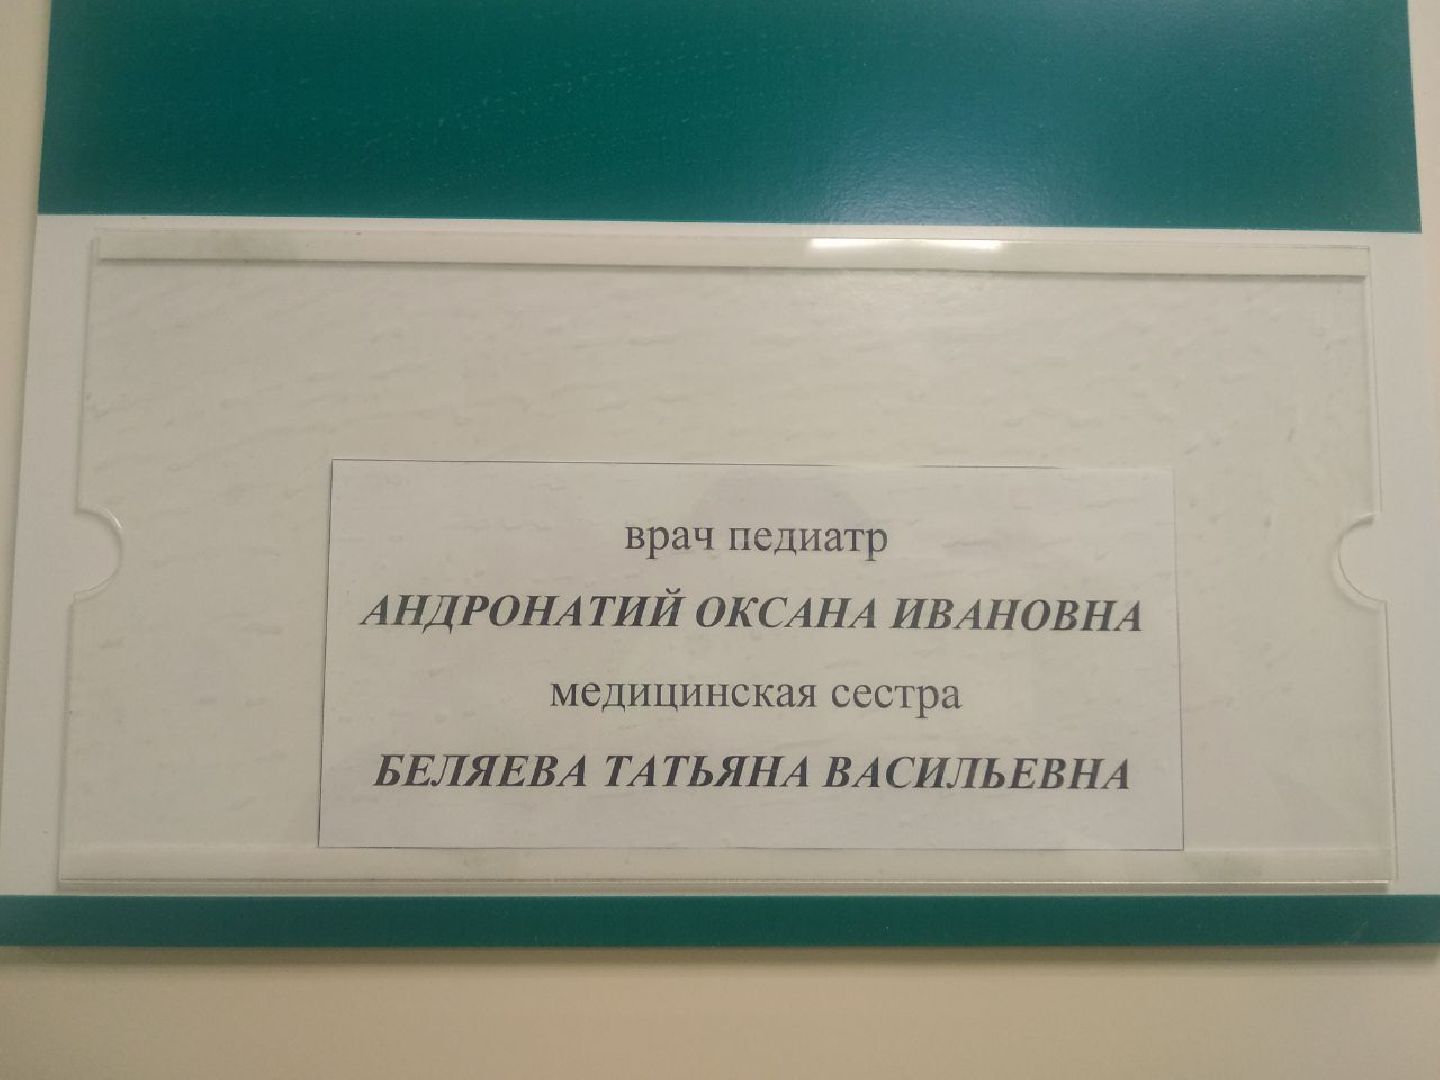 врач педиатр
АНДРОНАТИЙ ОКСАНА ИВАНОВНА
медицинская сестра
БЕЛЯЕВА ТАТЬЯНА ВАСИЛЬЕВНА